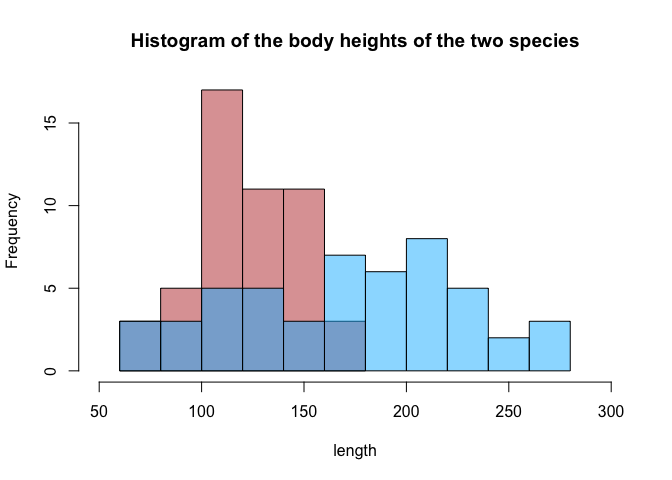 Histogram of the body heights of the two species
Frequency
15
10
5
0
50 100 150 200 250 300
length